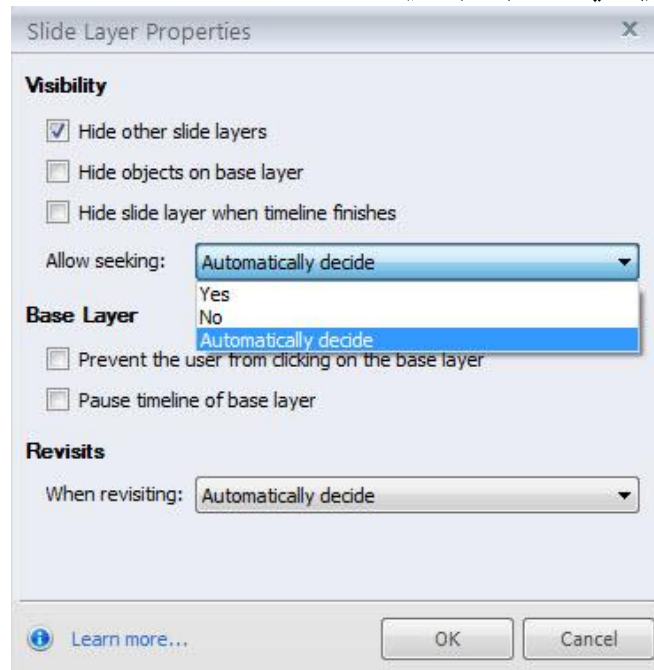 Slide Layer Properties
Visibility
Hide other slide layers
Hide objects on base layer
Hide slide layer when timeline finishes
Allow seeking: Automatically decide
Yes
No
Base Layer
Automatically decide
Prevent the user from clicking on the base layer
Pause timeline of base layer
Revisits
When revisiting: Automatically decide
Learn more...
OK Cancel